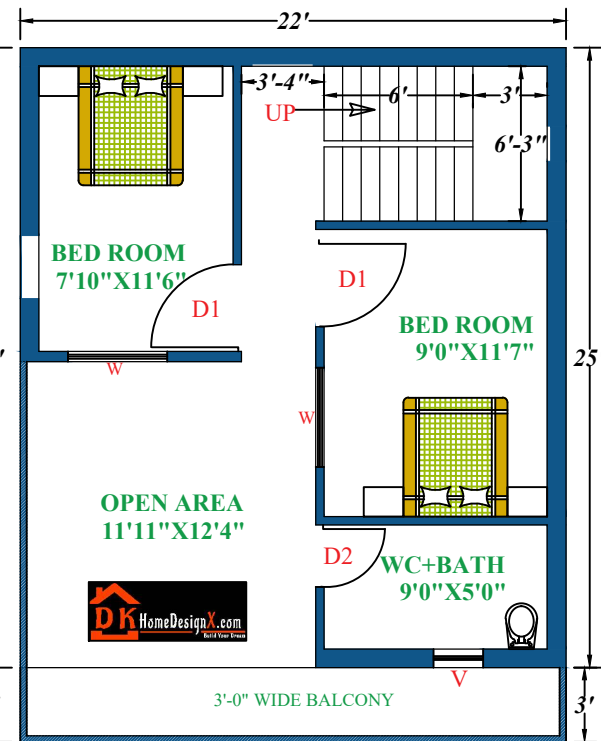 22'
3'-4"
6'
3'
UP
6'-3"
BED ROOM
7'10"X11'6"
D1
D1
BED ROOM
9'0"X11'7"
25
W
W
OPEN AREA
11'11"X12'4"
D2
WC+BATH
9'0"X5'0"
DK HomeDesignX.com
Build Your Dream
V
3'-0" WIDE BALCONY
3'